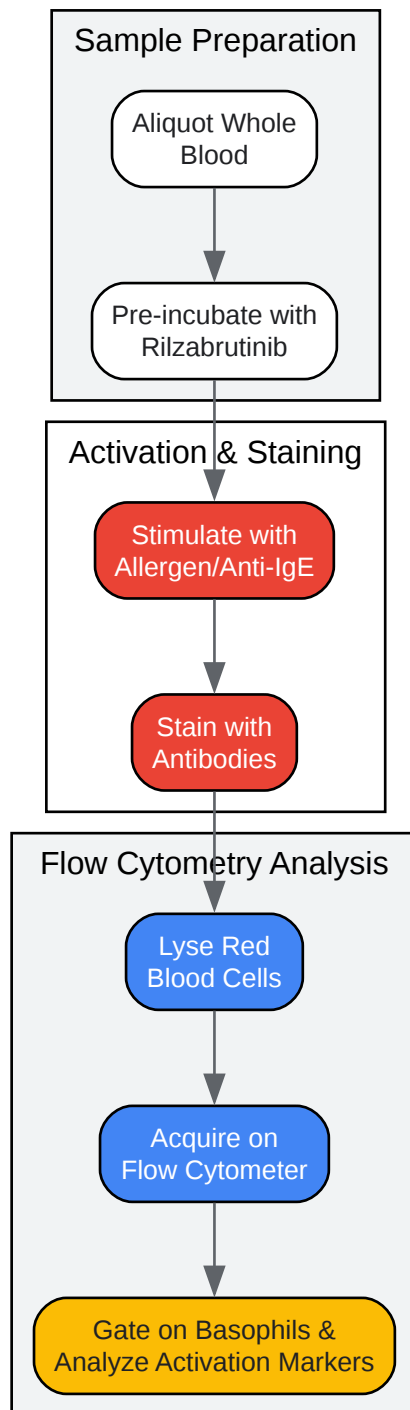 Sample Preparation
Aliquot Whole
Blood
Pre-incubate with
Rilzabrutinib
Activation & Staining
Stimulate with
Allergen/Anti-IgE
Stain with
Antibodies
Flow Cytometry Analysis
Lyse Red
Blood Cells
Acquire on
Flow Cytometer
Gate on Basophils &
Analyze Activation Markers